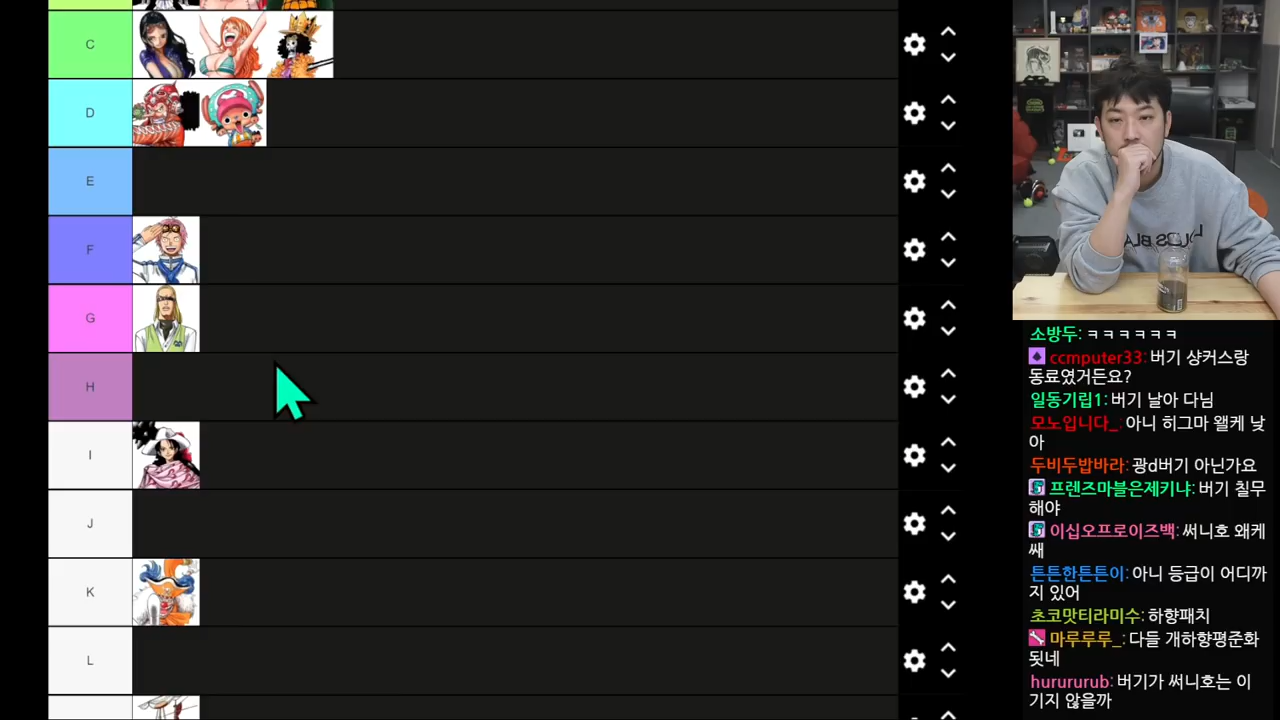 C
D
E
F
G
H
I
J
K
L
소방두: ㅋㅋㅋㅋㅋㅋ
ccmputer33: 버기 샹커스랑
동료였거든요?
일동기립1: 버기 날아 다님
모노입니다_: 아니 히그마 왤케 낮
아
두비두밥바라: 광d버기 아닌가요
프렌즈마블은제키냐: 버기 칠무
해야
이십오프로이즈백: 써니호 왜케
쌔
튼튼한튼튼이: 아니 등급이 어디까
지 있어
초코맛티라미수: 하향패치
마루루루_: 다들 개하향평준화
됫네
hurururub: 버기가 써니호는 이
기지 않을까